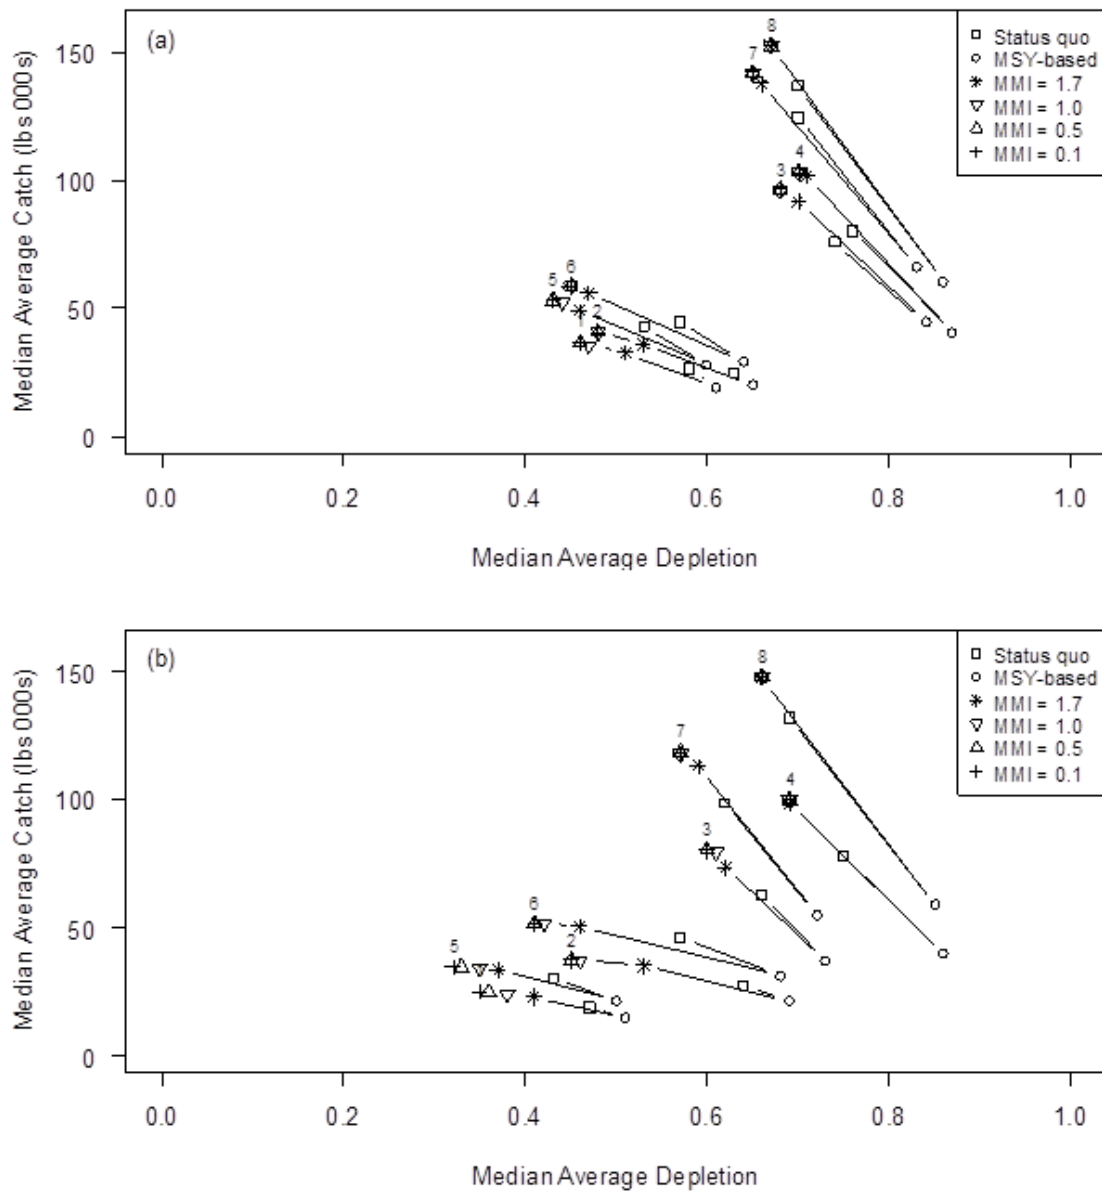 (a)
Median Average Catch (lbs 000s)
150
100
50
0
8
7
4
3
6
5
2
1
Status quo
MSY-based
MMI = 1.7
MMI = 1.0
MMI = 0.5
MMI = 0.1
0.0 0.2 0.4 0.6 0.8 1.0
Median Average Depletion
(b)
Median Average Catch (lbs 000s)
150
100
50
0
8
7
4
3
6
2
5
Status quo
MSY-based
MMI = 1.7
MMI = 1.0
MMI = 0.5
MMI = 0.1
0.0 0.2 0.4 0.6 0.8 1.0
Median Average Depletion